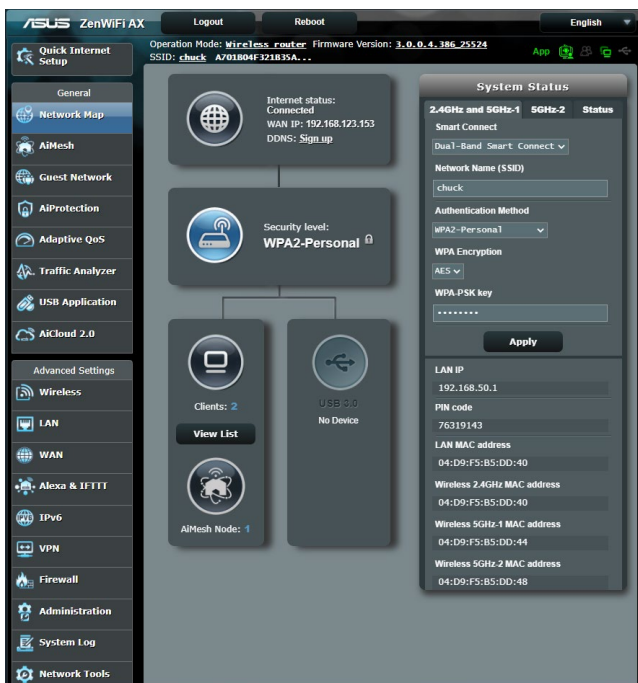 ASUS ZenWiFi AX
Logout
Reboot
English
Quick Internet
Setup
Operation Mode: Wireless router Firmware Version: 3.0.0.4.386_25524
SSID: chuck A701B04F321B35A...
App
General
Network Map
AiMesh
Guest Network
AiProtection
Adaptive QoS
Traffic Analyzer
USB Application
AiCloud 2.0
Advanced Settings
Wireless
LAN
WAN
Alexa & IFTTT
IPv6
VPN
Firewall
Administration
System Log
Network Tools
Internet status:
Connected
WAN IP: 192.168.123.153
DDNS: Sign up
Security level:
WPA2-Personal
Clients: 2
View List
AiMesh Node: 1
USB 3.0
No Device
System Status
2.4GHz and 5GHz-1 5GHz-2 Status
Smart Connect
Dual-Band Smart Connect
Network Name (SSID)
chuck
Authentication Method
WPA2-Personal
WPA Encryption
AES
WPA-PSK key
........
Apply
LAN IP
192.168.50.1
PIN code
76319143
LAN MAC address
04:D9:F5:B5:DD:40
Wireless 2.4GHz MAC address
04:D9:F5:B5:DD:40
Wireless 5GHz-1 MAC address
04:D9:F5:B5:DD:44
Wireless 5GHz-2 MAC address
04:D9:F5:B5:DD:48